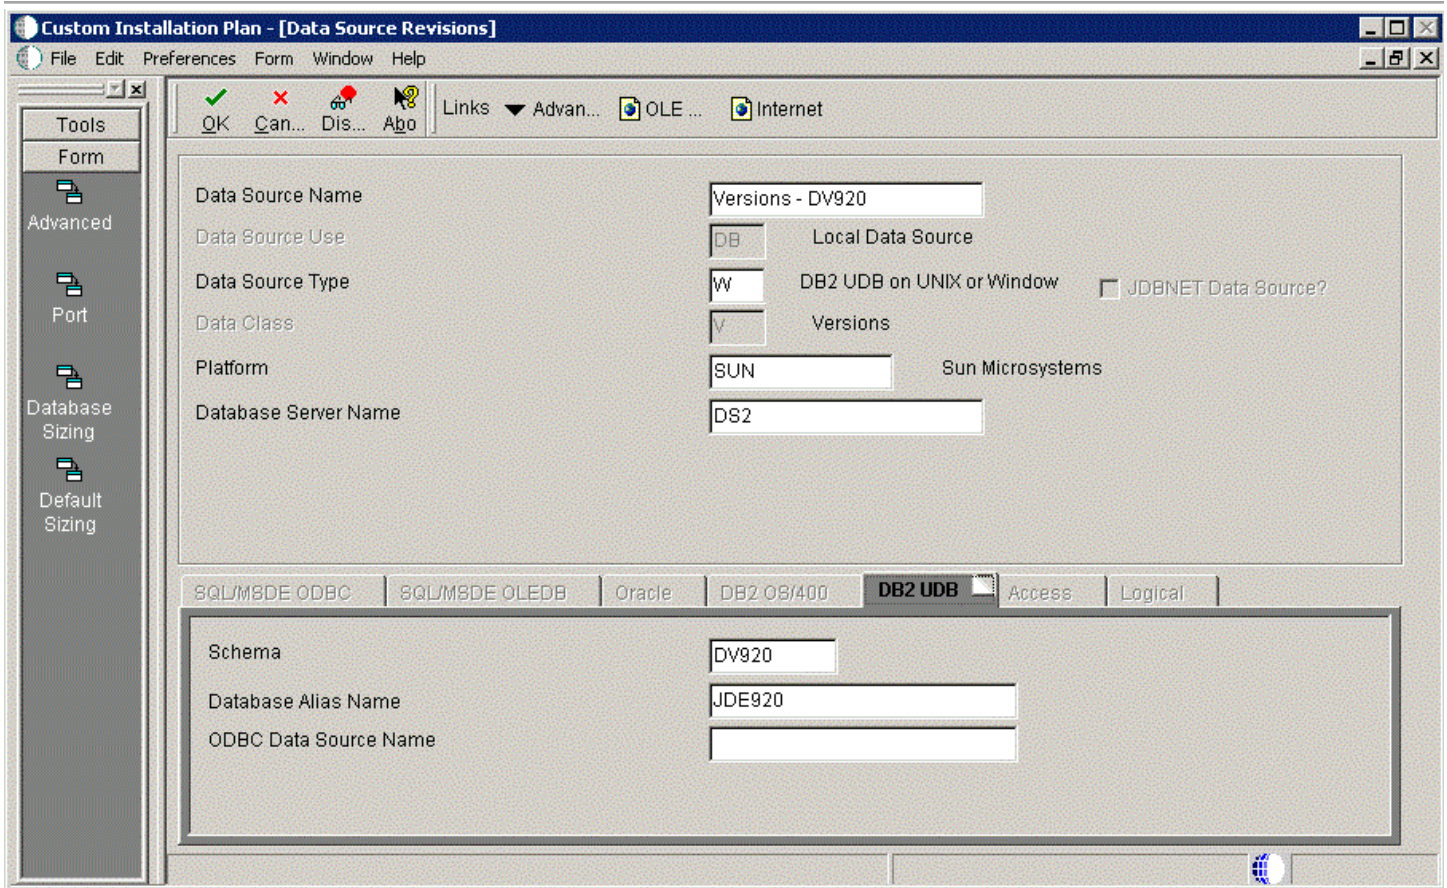 Custom Installation Plan - [Data Source Revisions]
File Edit Preferences Form Window Help
Tools
Form
Advanced
Port
Database
Sizing
Default
Sizing
OK Can... Dis... Abo Links Advan... OLE ... Internet
Data Source Name Versions - DV920
Data Source Use DB Local Data Source
Data Source Type W DB2 UDB on UNIX or Window JDBNET Data Source?
Data Class V Versions
Platform SUN Sun Microsystems
Database Server Name DS2
SQL/MSDE ODBC SQL/MSDE OLEDB Oracle DB2 OS/400 DB2 UDB Access Logical
Schema DV920
Database Alias Name JDE920
ODBC Data Source Name